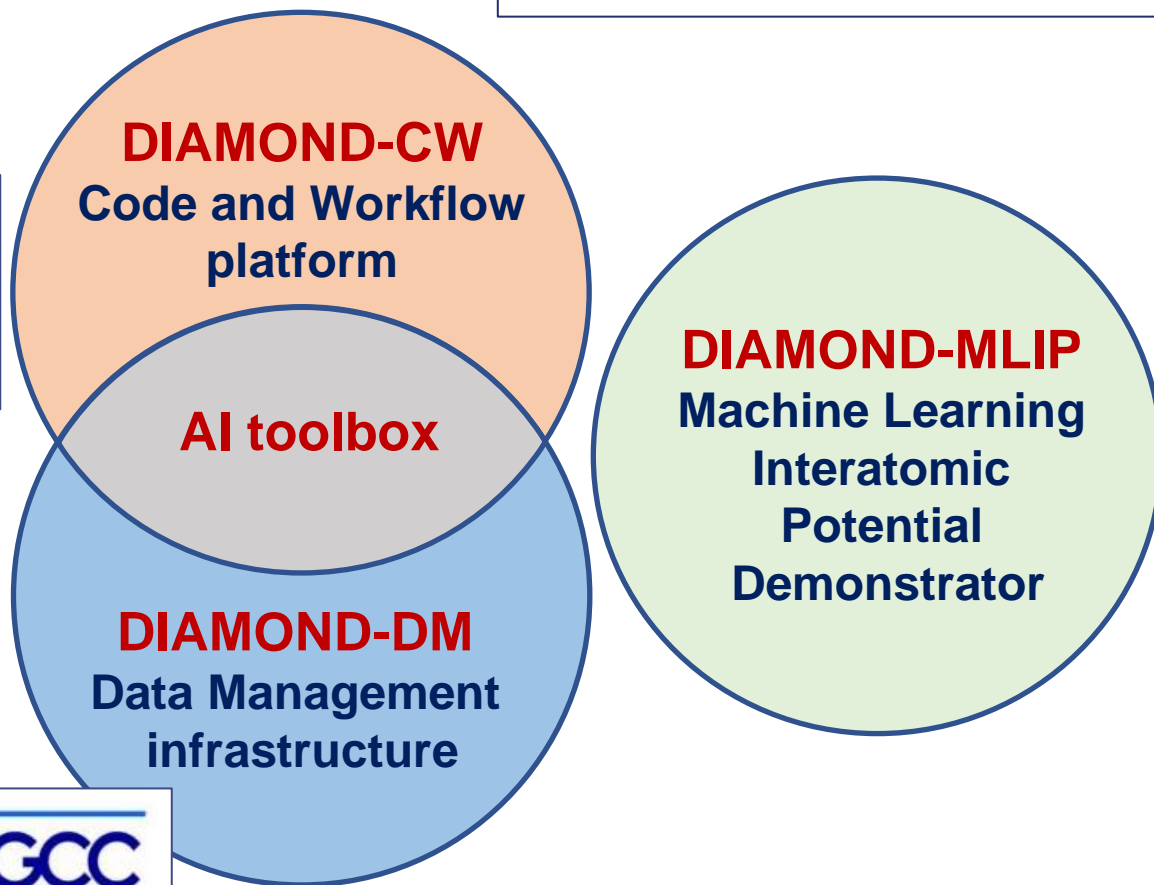 DIAMOND-CW
Code and Workflow
platform
AI toolbox
DIAMOND-DM
Data Management
infrastructure
DIAMOND-MLIP
Machine Learning
Interatomic
Potential
Demonstrator
GCC